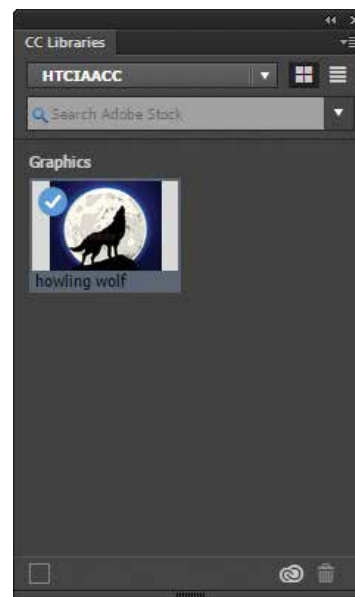 CC Libraries
HTCIAACC
Search Adobe Stock
Graphics
howling wolf